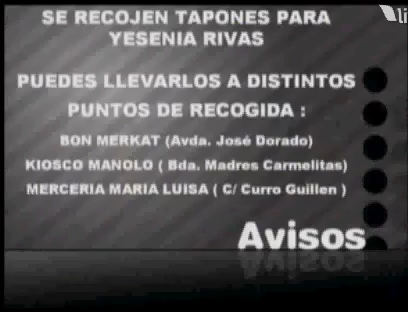 SE RECOJEN TAPONES PARA
YESENIA RIVAS
PUEDES LLEVARLOS A DISTINTOS
PUNTOS DE RECOGIDA :
BON MERKAT (Avda. José Dorado)
KIOSCO MANOLO ( Bda. Madres Carmelitas)
MERCERIA MARIA LUISA ( C/ Curro Guillen )
Avisos